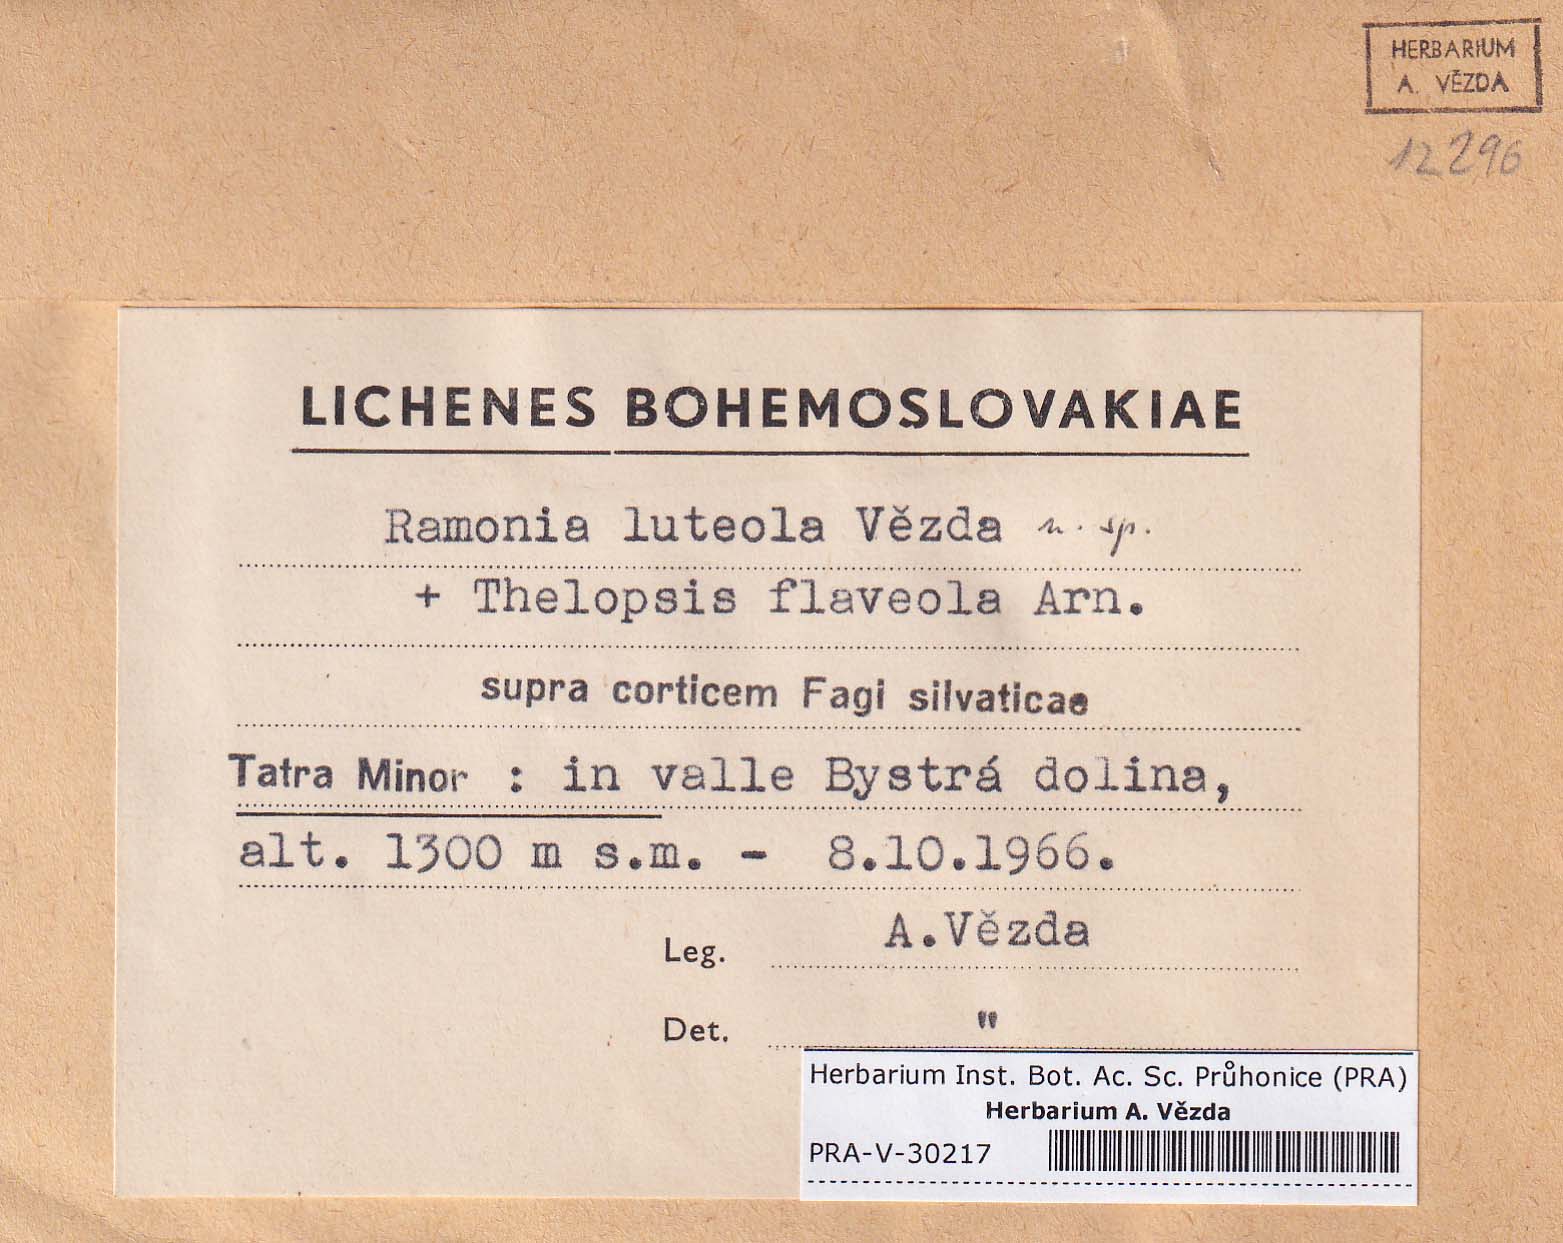 HERBARIUM
A. VĚZDA
12296
LICHENES BOHEMOSLOVAKIAE
Ramonia luteola Vězda n. sp.
+ Thelopsis flaveola Arn.
supra corticem Fagi silvaticae
Tatra Minor : in valle Bystrá dolina,
alt. 1300 m s.m. - 8.10.1966.
Leg. A.Vězda
Det. "
Herbarium Inst. Bot. Ac. Sc. Průhonice (PRA)
Herbarium A. Vězda
PRA-V-30217